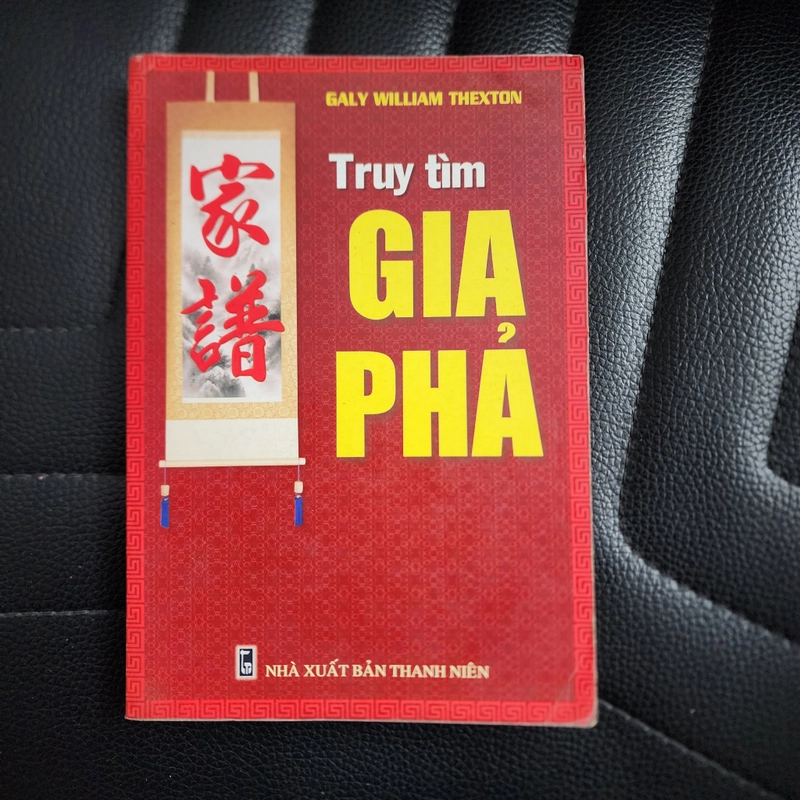 GALY WILLIAM THEXTON
Truy tìm
GIA
PHẢ
家
譜
NHÀ XUẤT BẢN THANH NIÊN